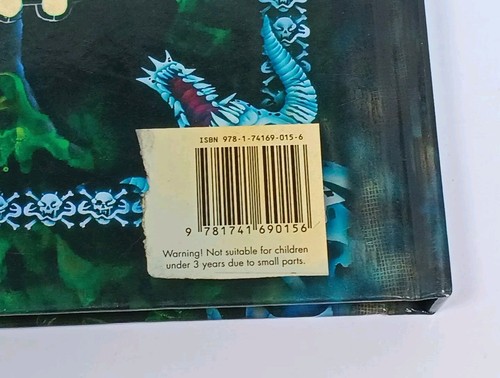 ISBN 978-1-74169-015-6
9 781741 690156
Warning! Not suitable for children
under 3 years due to small parts.